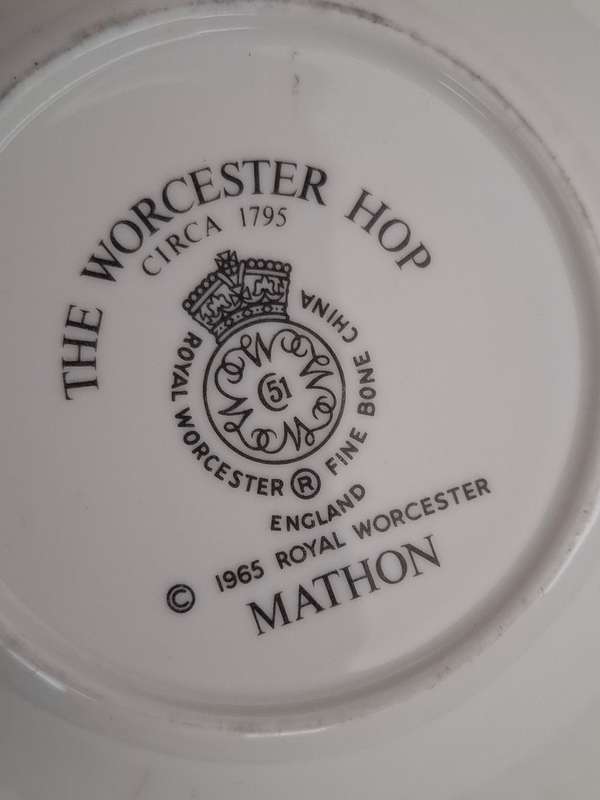 THE WORCESTER HOP
CIRCA 1795
51
ROYAL WORCESTER ® FINE BONE CHINA
ENGLAND
© 1965 ROYAL WORCESTER
MATHON